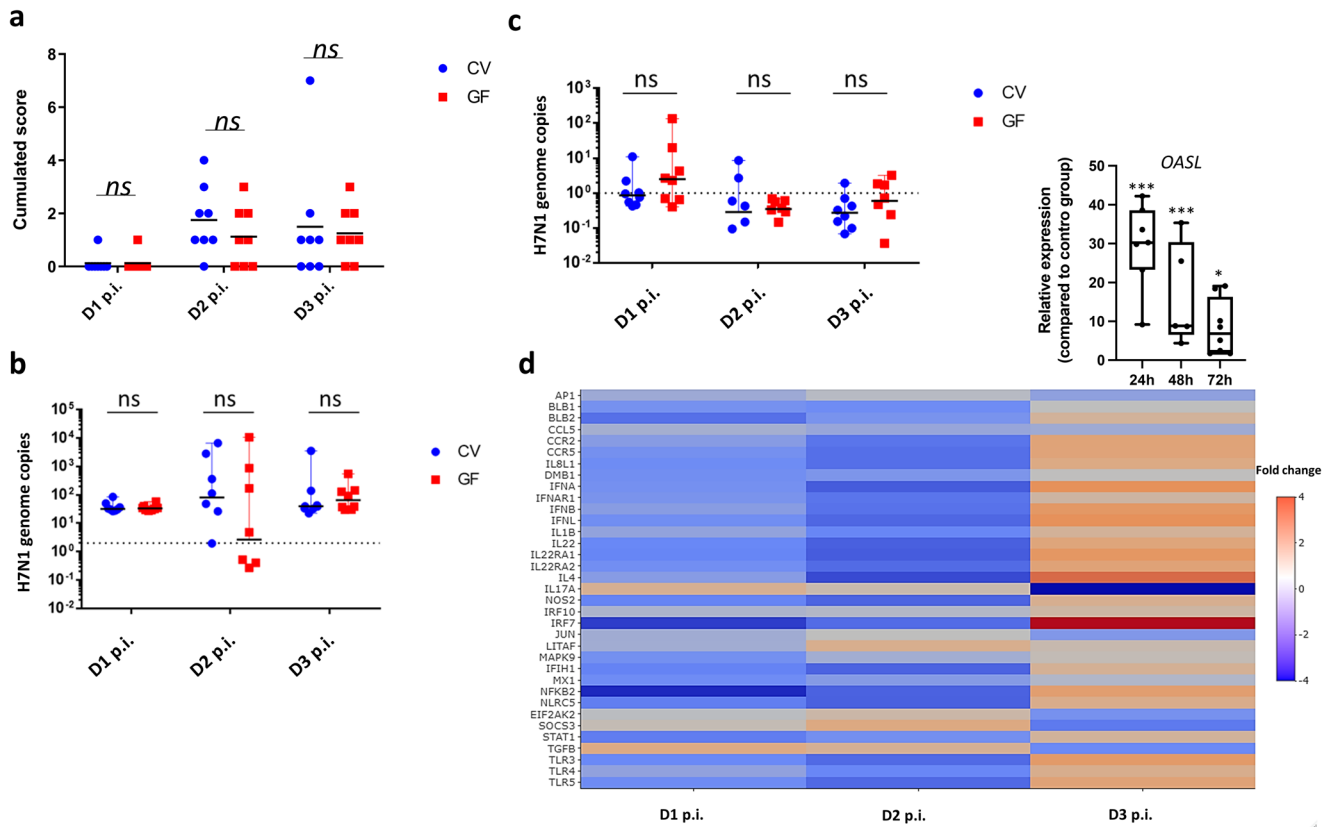 a
8
6
4
2
0
Cumulated score
ns
ns
ns
CV
GF
D1 p.i.
D2 p.i.
D3 p.i.
b
10^5
10^4
10^3
10^2
10^1
10^0
10^-1
10^-2
H7N1 genome copies
ns
ns
ns
CV
GF
D1 p.i.
D2 p.i.
D3 p.i.
c
10^3
10^2
10^1
10^0
10^-1
10^-2
H7N1 genome copies
ns
ns
ns
CV
GF
D1 p.i.
D2 p.i.
D3 p.i.
OASL
Relative expression
(compared to contro group)
50
40
30
20
10
0
***
***
*
24h 48h 72h
d
AP1
BLB1
BLB2
CCL5
CCR2
CCR5
IL8L1
DMB1
IFNA
IFNAR1
IFNB
IFNL
IL1B
IL22
IL22RA1
IL22RA2
IL4
IL17A
NOS2
IRF10
IRF7
JUN
LITAF
MAPK9
IFIH1
MX1
NFKB2
NLRC5
EIF2AK2
SOCS3
STAT1
TGFB
TLR3
TLR4
TLR5
D1 p.i.
D2 p.i.
D3 p.i.
Fold change
4
2
0
-2
-4